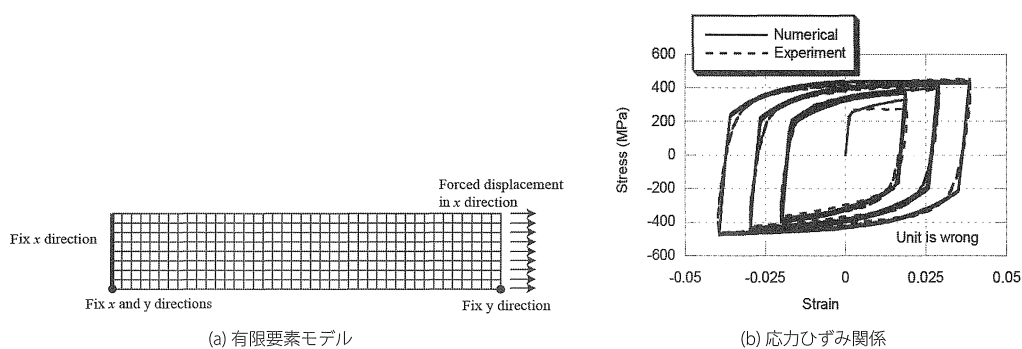 Forced displacement
in x direction
Fix x direction
Fix x and y directions
Fix y direction
(a) 有限要素モデル
Numerical
Experiment
600
400
200
0
-200
-400
-600
Stress (MPa)
Unit is wrong
-0.05
-0.025
0
0.025
0.05
Strain
(b) 応力ひずみ関係